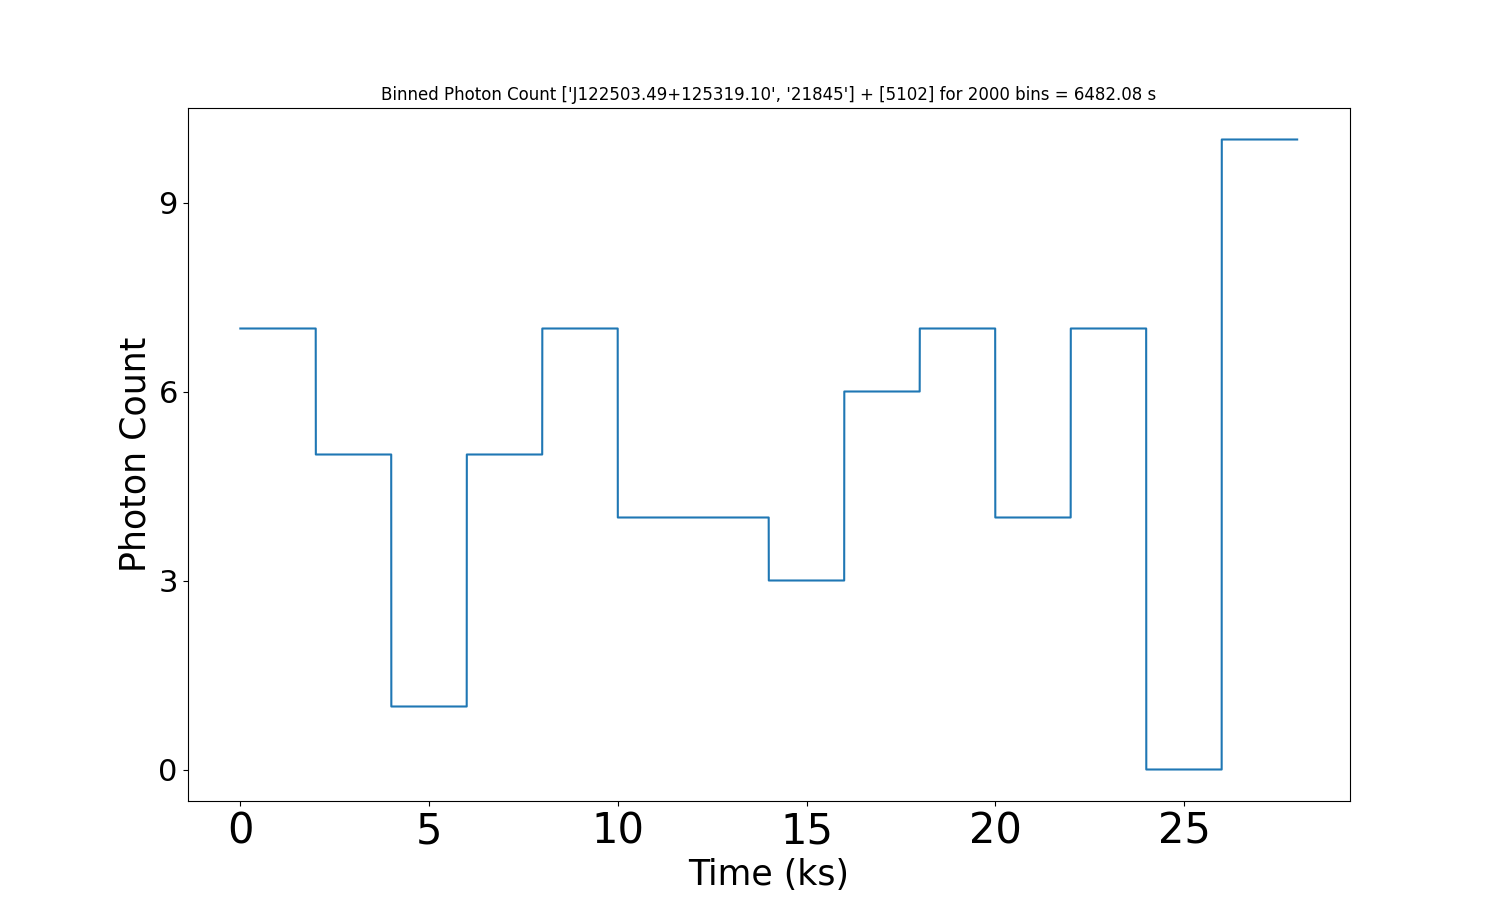 Binned Photon Count ['J122503.49+125319.10', '21845'] + [5102] for 2000 bins = 6482.08 s
Photon Count
9
6
3
0
0 5 10 15 20 25
Time (ks)